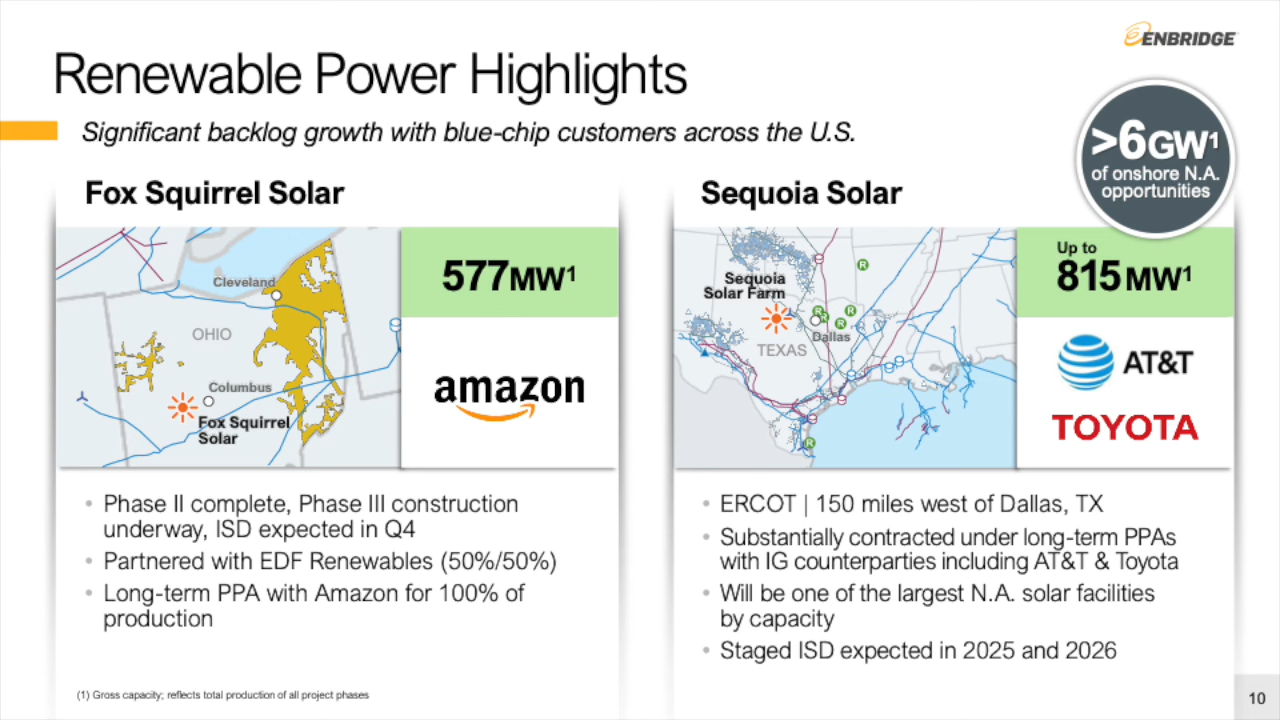 ENBRIDGE
Renewable Power Highlights
Significant backlog growth with blue-chip customers across the U.S.
>6GW¹
of onshore N.A.
opportunities
Fox Squirrel Solar
Cleveland
OHIO
Columbus
Fox Squirrel
Solar
577MW¹
amazon
• Phase II complete, Phase III construction
underway, ISD expected in Q4
• Partnered with EDF Renewables (50%/50%)
• Long-term PPA with Amazon for 100% of
production
Sequoia Solar
Sequoia
Solar Farm
R
R
R
R
R
Dallas
TEXAS
R
Up to
815MW¹
AT&T
TOYOTA
• ERCOT | 150 miles west of Dallas, TX
• Substantially contracted under long-term PPAs
with IG counterparties including AT&T & Toyota
• Will be one of the largest N.A. solar facilities
by capacity
• Staged ISD expected in 2025 and 2026
(1) Gross capacity; reflects total production of all project phases
10